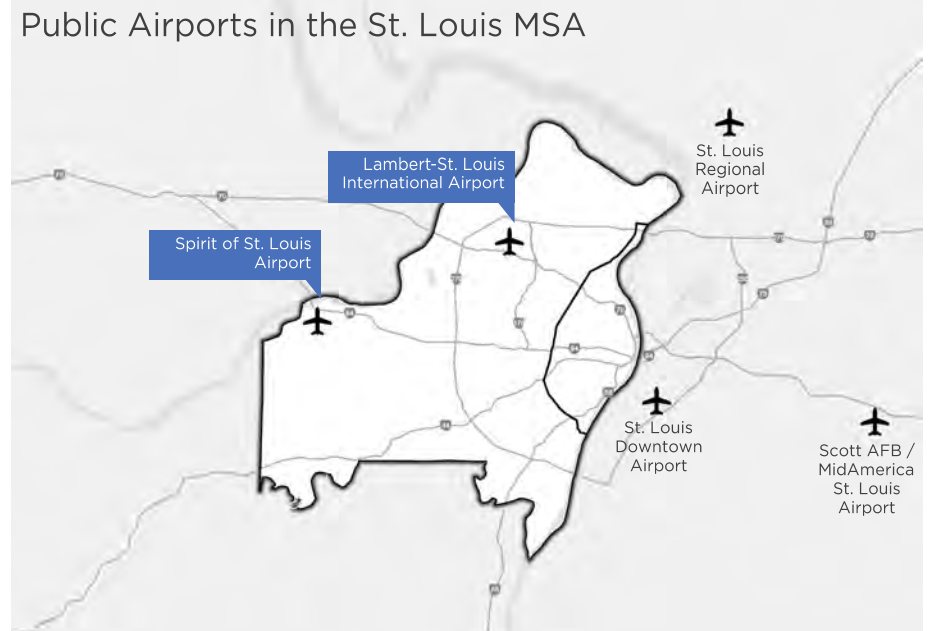 Public Airports in the St. Louis MSA
Lambert-St. Louis
International Airport
St. Louis
Regional
Airport
Spirit of St. Louis
Airport
St. Louis
Downtown
Airport
Scott AFB /
MidAmerica
St. Louis
Airport